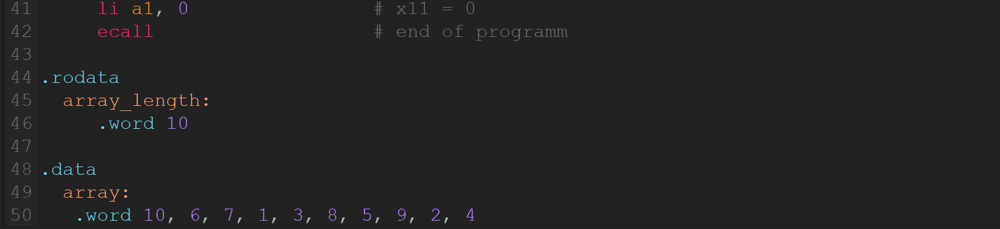 41 li a1, 0 # x11 = 0
42 ecall # end of programm
43
44 .rodata
45 array_length:
46 .word 10
47
48 .data
49 array:
50 .word 10, 6, 7, 1, 3, 8, 5, 9, 2, 4